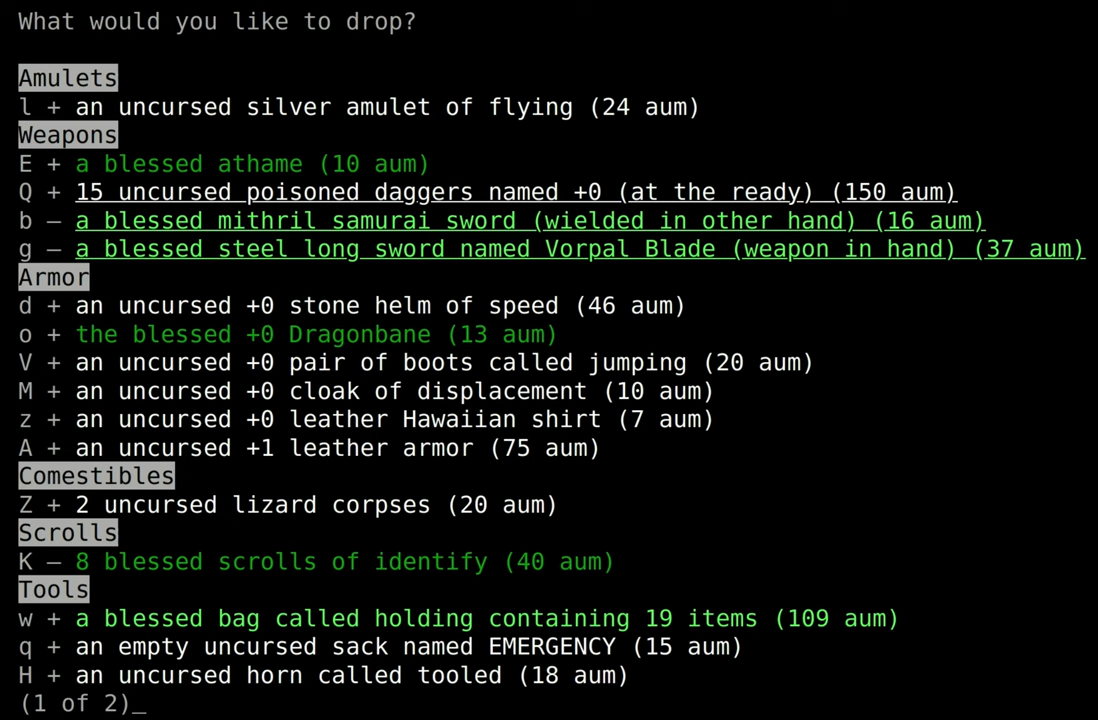 What would you like to drop?
Amulets
l + an uncursed silver amulet of flying (24 aum)
Weapons
E + a blessed athame (10 aum)
Q + 15 uncursed poisoned daggers named +0 (at the ready) (150 aum)
b – a blessed mithril samurai sword (wielded in other hand) (16 aum)
g – a blessed steel long sword named Vorpal Blade (weapon in hand) (37 aum)
Armor
d + an uncursed +0 stone helm of speed (46 aum)
o + the blessed +0 Dragonbane (13 aum)
V + an uncursed +0 pair of boots called jumping (20 aum)
M + an uncursed +0 cloak of displacement (10 aum)
z + an uncursed +0 leather Hawaiian shirt (7 aum)
A + an uncursed +1 leather armor (75 aum)
Comestibles
Z + 2 uncursed lizard corpses (20 aum)
Scrolls
K – 8 blessed scrolls of identify (40 aum)
Tools
w + a blessed bag called holding containing 19 items (109 aum)
q + an empty uncursed sack named EMERGENCY (15 aum)
H + an uncursed horn called tooled (18 aum)
(1 of 2)_